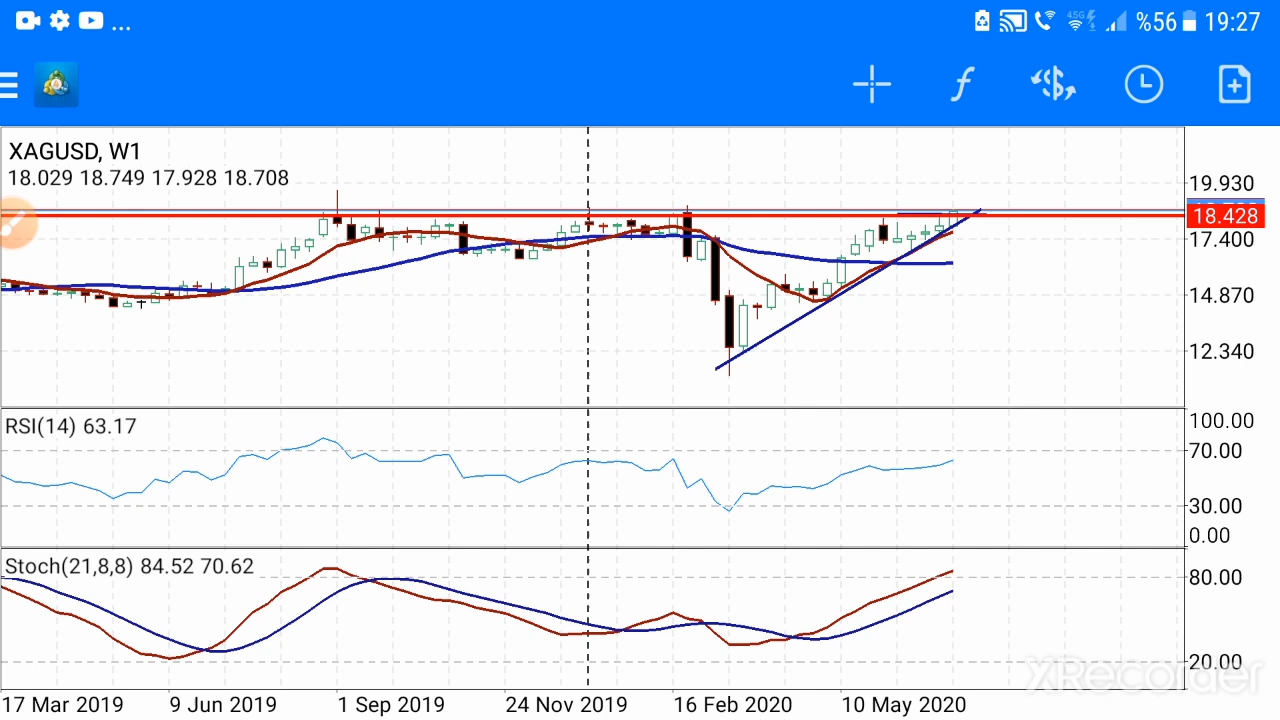 ... 4.5G %56 19:27
XAGUSD, W1
18.029 18.749 17.928 18.708
19.930
18.428
17.400
14.870
12.340
RSI(14) 63.17
100.00
70.00
30.00
0.00
Stoch(21,8,8) 84.52 70.62
80.00
20.00
XRecorder
17 Mar 2019 9 Jun 2019 1 Sep 2019 24 Nov 2019 16 Feb 2020 10 May 2020